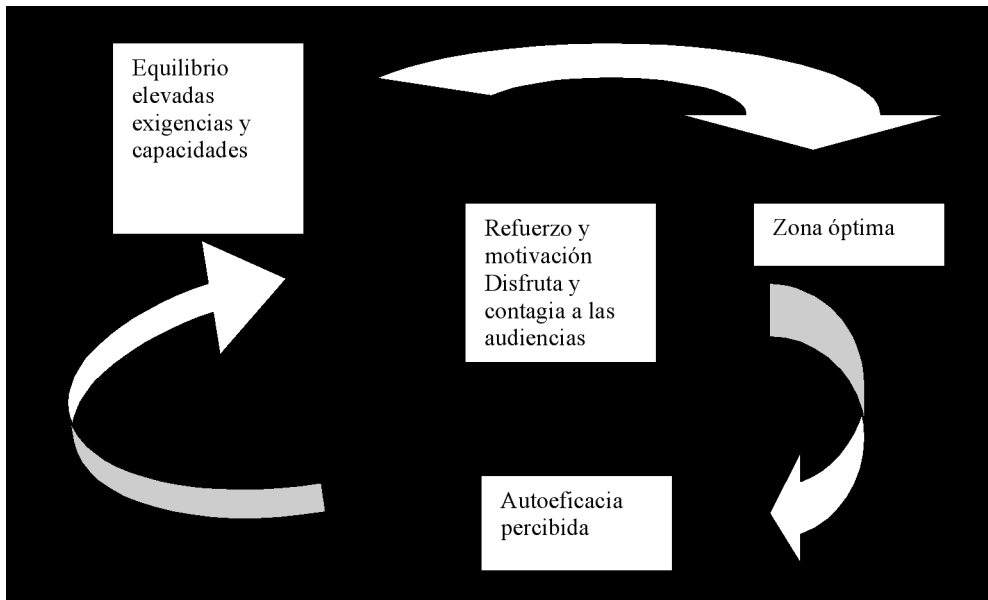 Equilibrio
elevadas
exigencias y
capacidades
Refuerzo y
motivación
Disfruta y
contagia a las
audiencias
Zona óptima
Autoeficacia
percibida